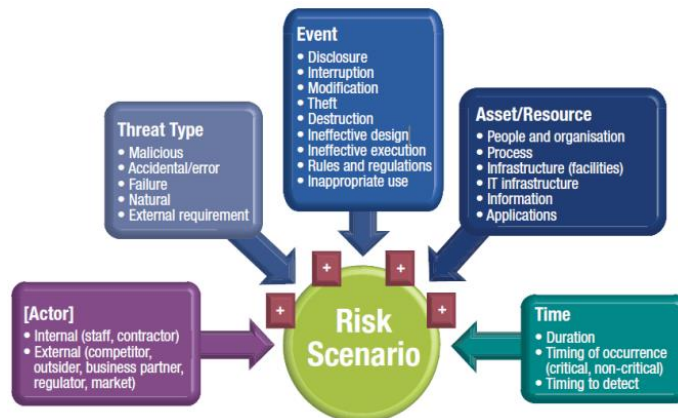 Event
• Disclosure
• Interruption
• Modification
• Theft
• Destruction
• Ineffective design
• Ineffective execution
• Rules and regulations
• Inappropriate use
Threat Type
• Malicious
• Accidental/error
• Failure
• Natural
• External requirement
Asset/Resource
• People and organisation
• Process
• Infrastructure (facilities)
• IT infrastructure
• Information
• Applications
[Actor]
• Internal (staff, contractor)
• External (competitor,
outsider, business partner,
regulator, market)
+
+
+
+
Risk
Scenario
Time
• Duration
• Timing of occurrence
(critical, non-critical)
• Timing to detect